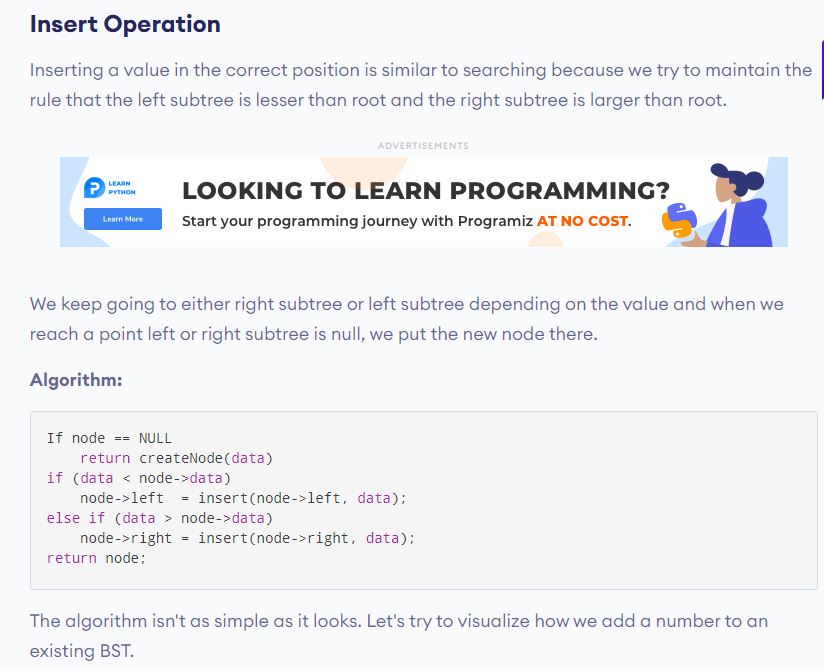 Insert Operation
Inserting a value in the correct position is similar to searching because we try to maintain the
rule that the left subtree is lesser than root and the right subtree is larger than root.
ADVERTISEMENTS
LEARN
PYTHON
Learn More
LOOKING TO LEARN PROGRAMMING?
Start your programming journey with Programiz AT NO COST.
We keep going to either right subtree or left subtree depending on the value and when we
reach a point left or right subtree is null, we put the new node there.
Algorithm:
If node == NULL
    return createNode(data)
if (data < node->data)
    node->left  = insert(node->left, data);
else if (data > node->data)
    node->right = insert(node->right, data);
return node;
The algorithm isn't as simple as it looks. Let's try to visualize how we add a number to an
existing BST.